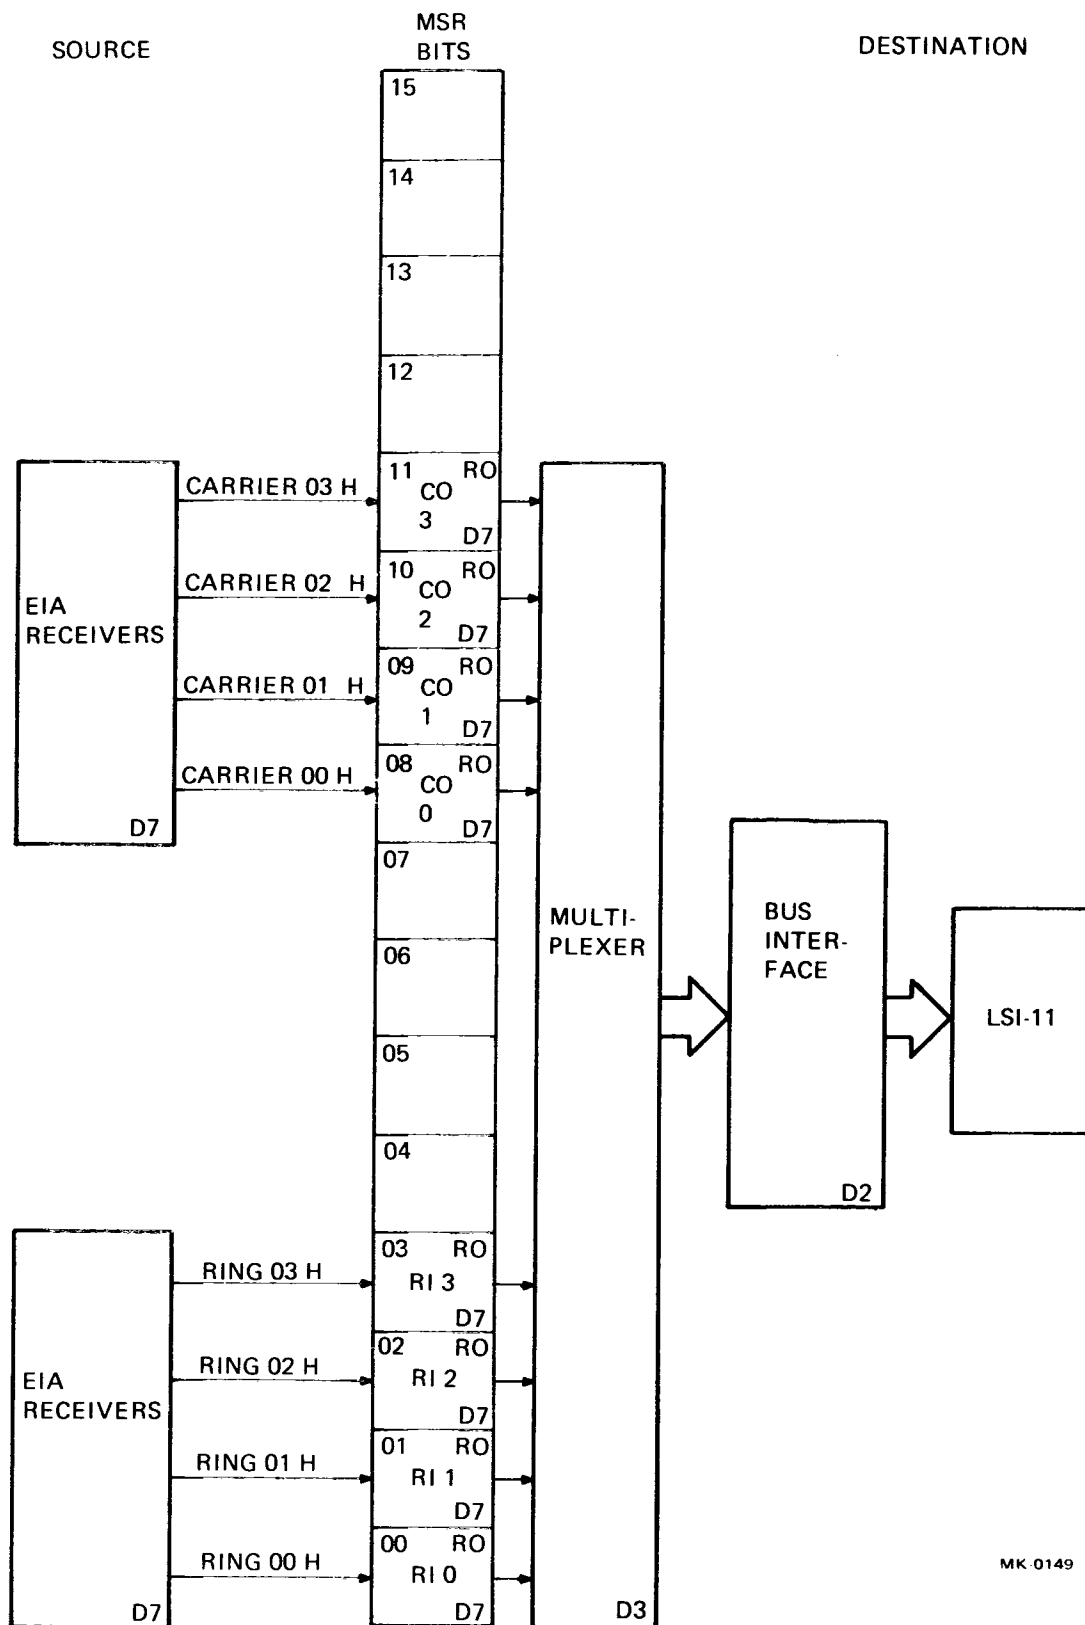 SOURCE
MSR
BITS
DESTINATION
15
14
13
12
11 RO
CO
3
D7
10 RO
CO
2
D7
09 RO
CO
1
D7
08 RO
CO
0
D7
07
06
05
04
03 RO
RI 3
D7
02 RO
RI 2
D7
01 RO
RI 1
D7
00 RO
RI 0
D7
EIA
RECEIVERS
D7
CARRIER 03 H
CARRIER 02 H
CARRIER 01 H
CARRIER 00 H
EIA
RECEIVERS
D7
RING 03 H
RING 02 H
RING 01 H
RING 00 H
MULTI-
PLEXER
D3
BUS
INTER-
FACE
D2
LSI-11
MK-0149